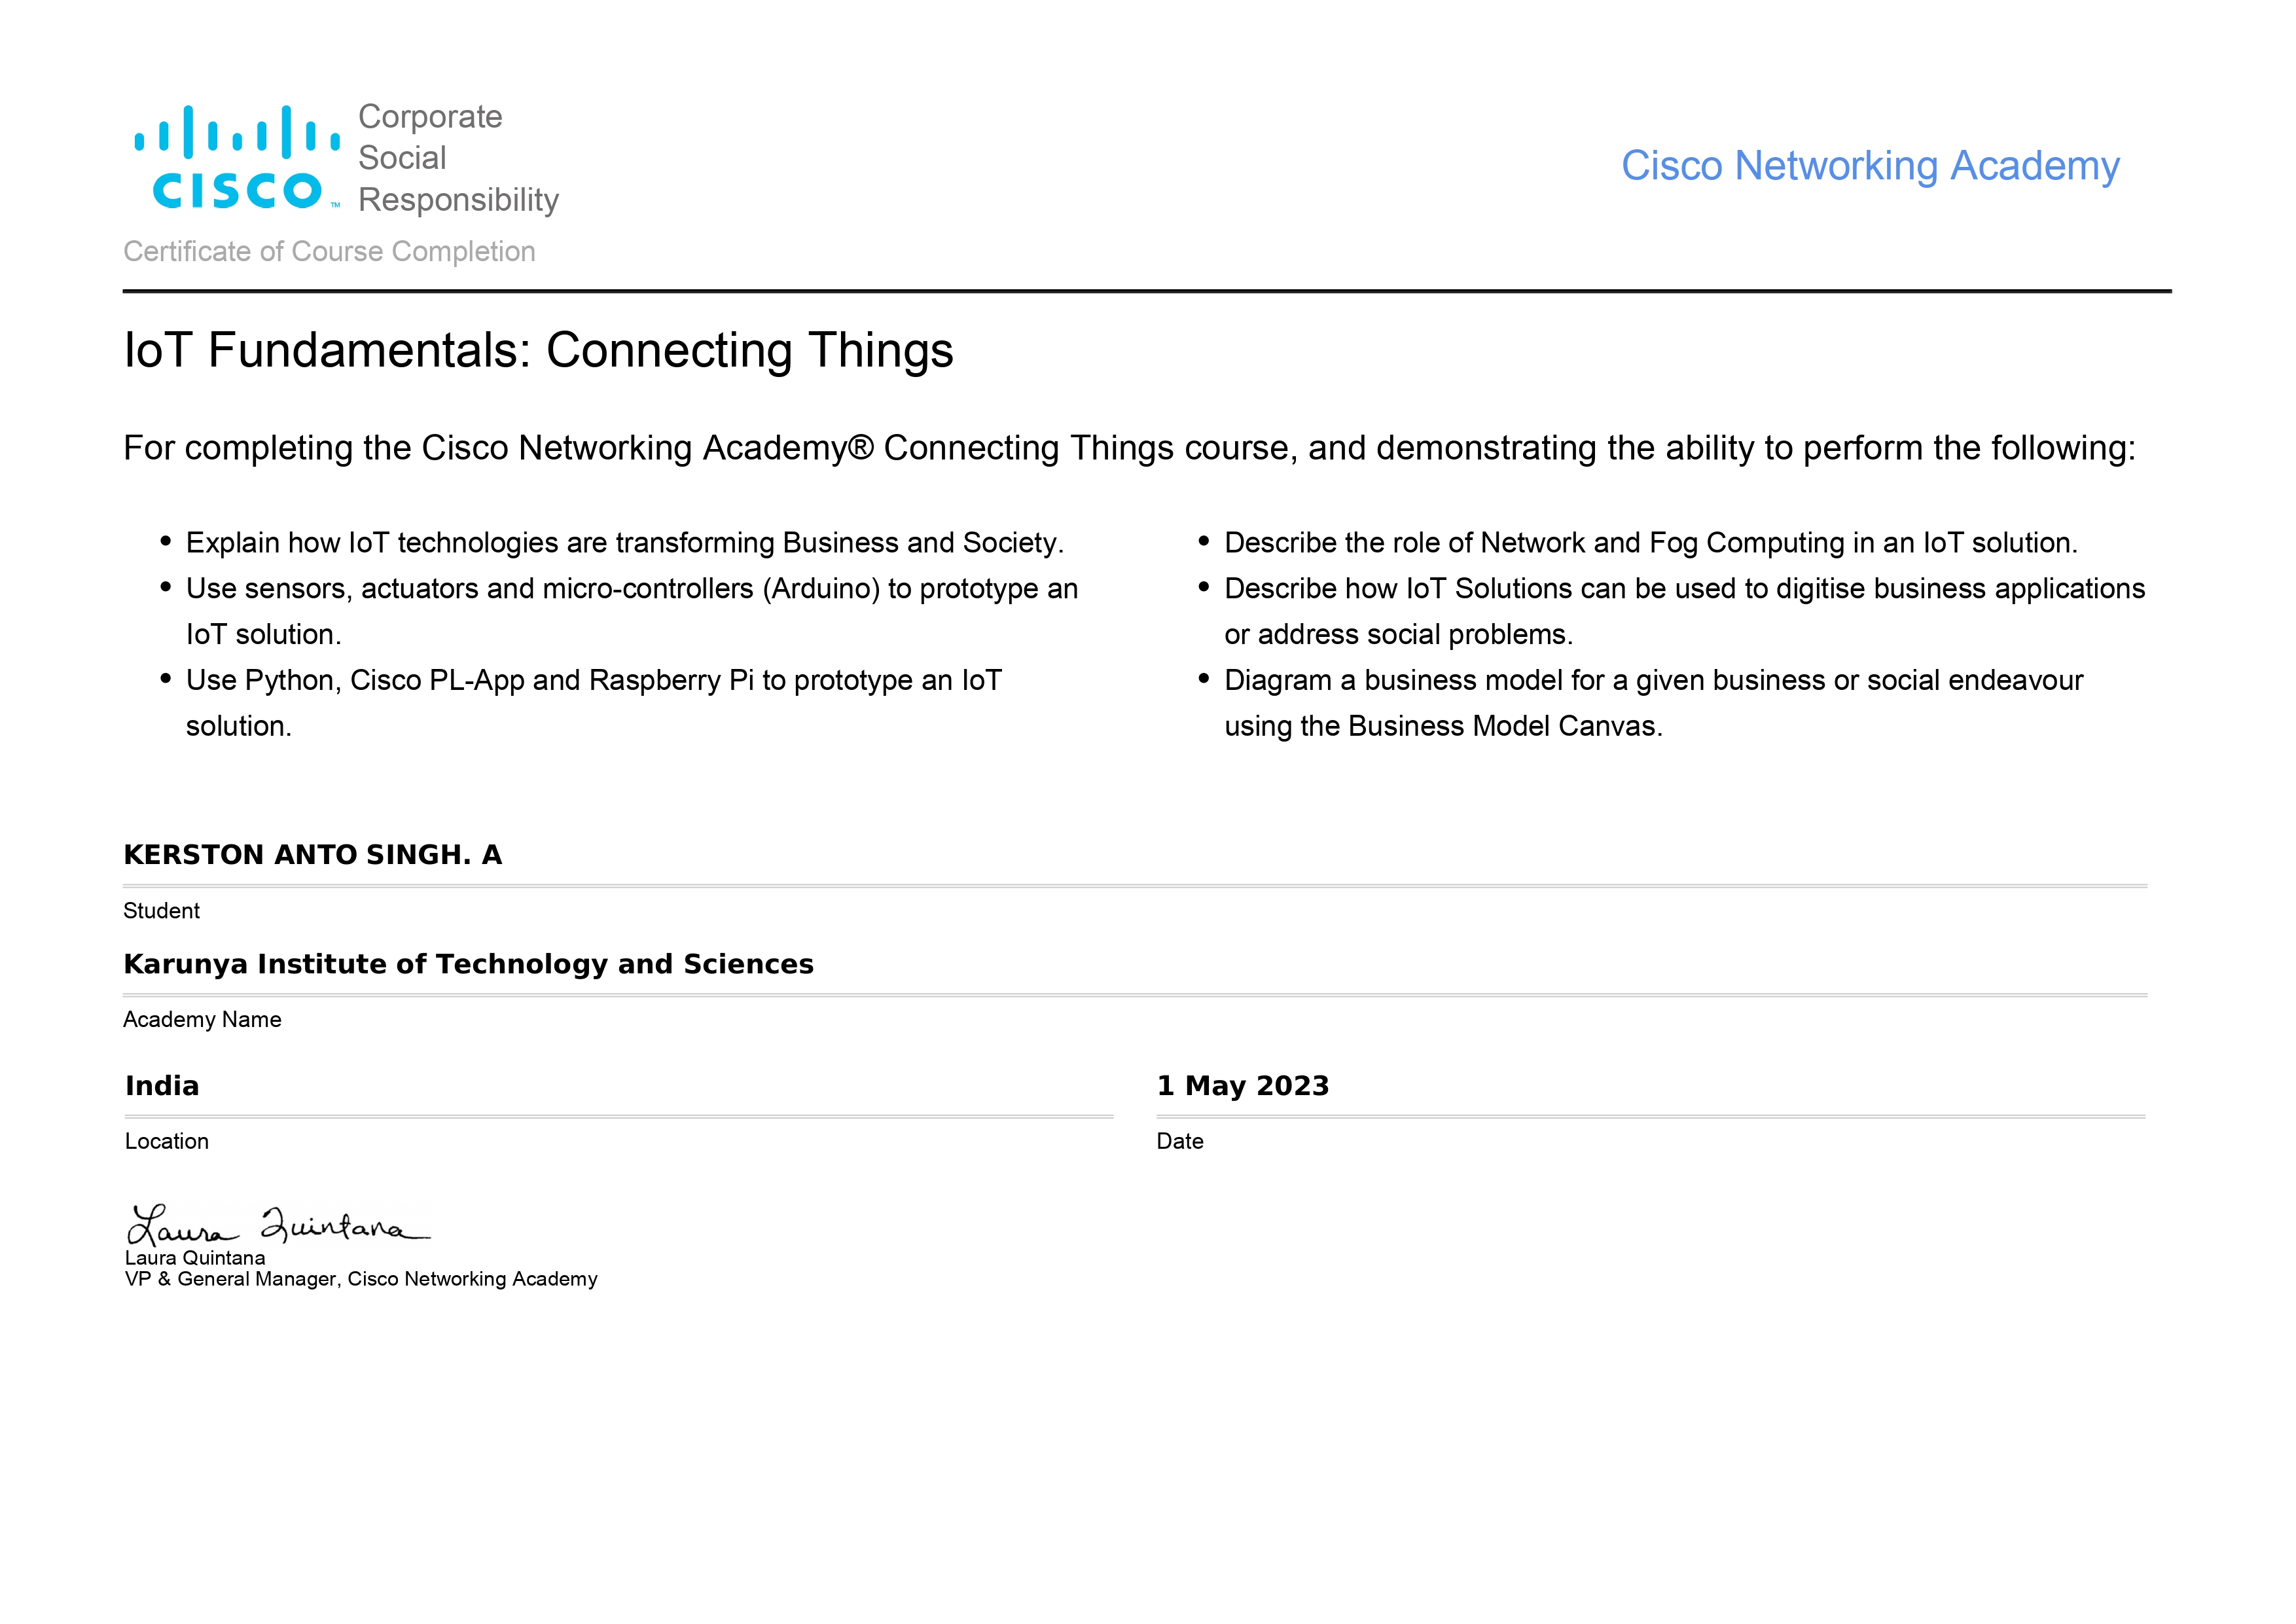 Corporate
Social
Responsibility
CISCO™
Cisco Networking Academy
Certificate of Course Completion
IoT Fundamentals: Connecting Things
For completing the Cisco Networking Academy® Connecting Things course, and demonstrating the ability to perform the following:
• Explain how IoT technologies are transforming Business and Society.
• Use sensors, actuators and micro-controllers (Arduino) to prototype an
IoT solution.
• Use Python, Cisco PL-App and Raspberry Pi to prototype an IoT
solution.
• Describe the role of Network and Fog Computing in an IoT solution.
• Describe how IoT Solutions can be used to digitise business applications
or address social problems.
• Diagram a business model for a given business or social endeavour
using the Business Model Canvas.
KERSTON ANTO SINGH. A
Student
Karunya Institute of Technology and Sciences
Academy Name
India
Location
1 May 2023
Date
Laura Quintana
Laura Quintana
VP & General Manager, Cisco Networking Academy